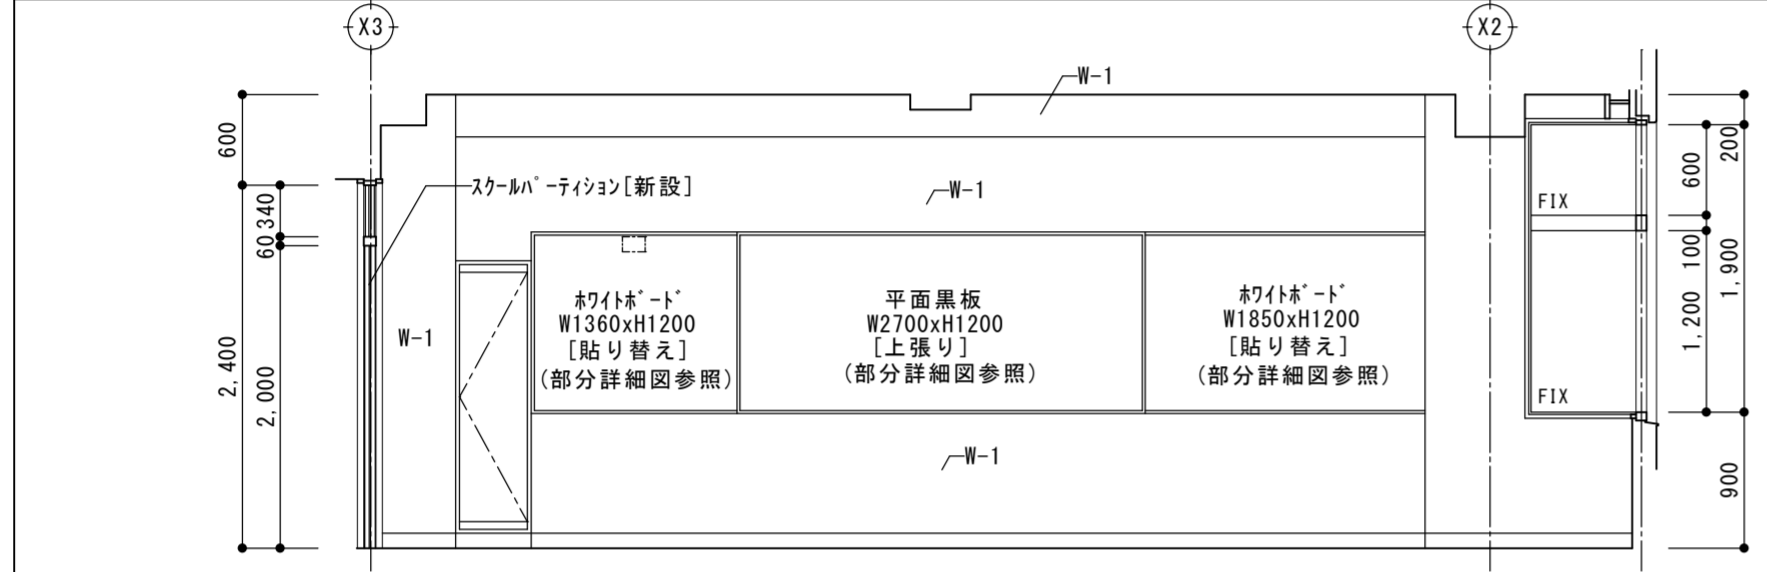 X3
X2
W-1
600
200
600
340
スクールパーティション[新設]
W-1
FIX
60
1,900
100
ホワイトボード
W1360xH1200
[貼り替え]
(部分詳細図参照)
平面黒板
W2700xH1200
[上張り]
(部分詳細図参照)
ホワイトボード
W1850xH1200
[貼り替え]
(部分詳細図参照)
W-1
1,200
2,400
2,000
FIX
W-1
900